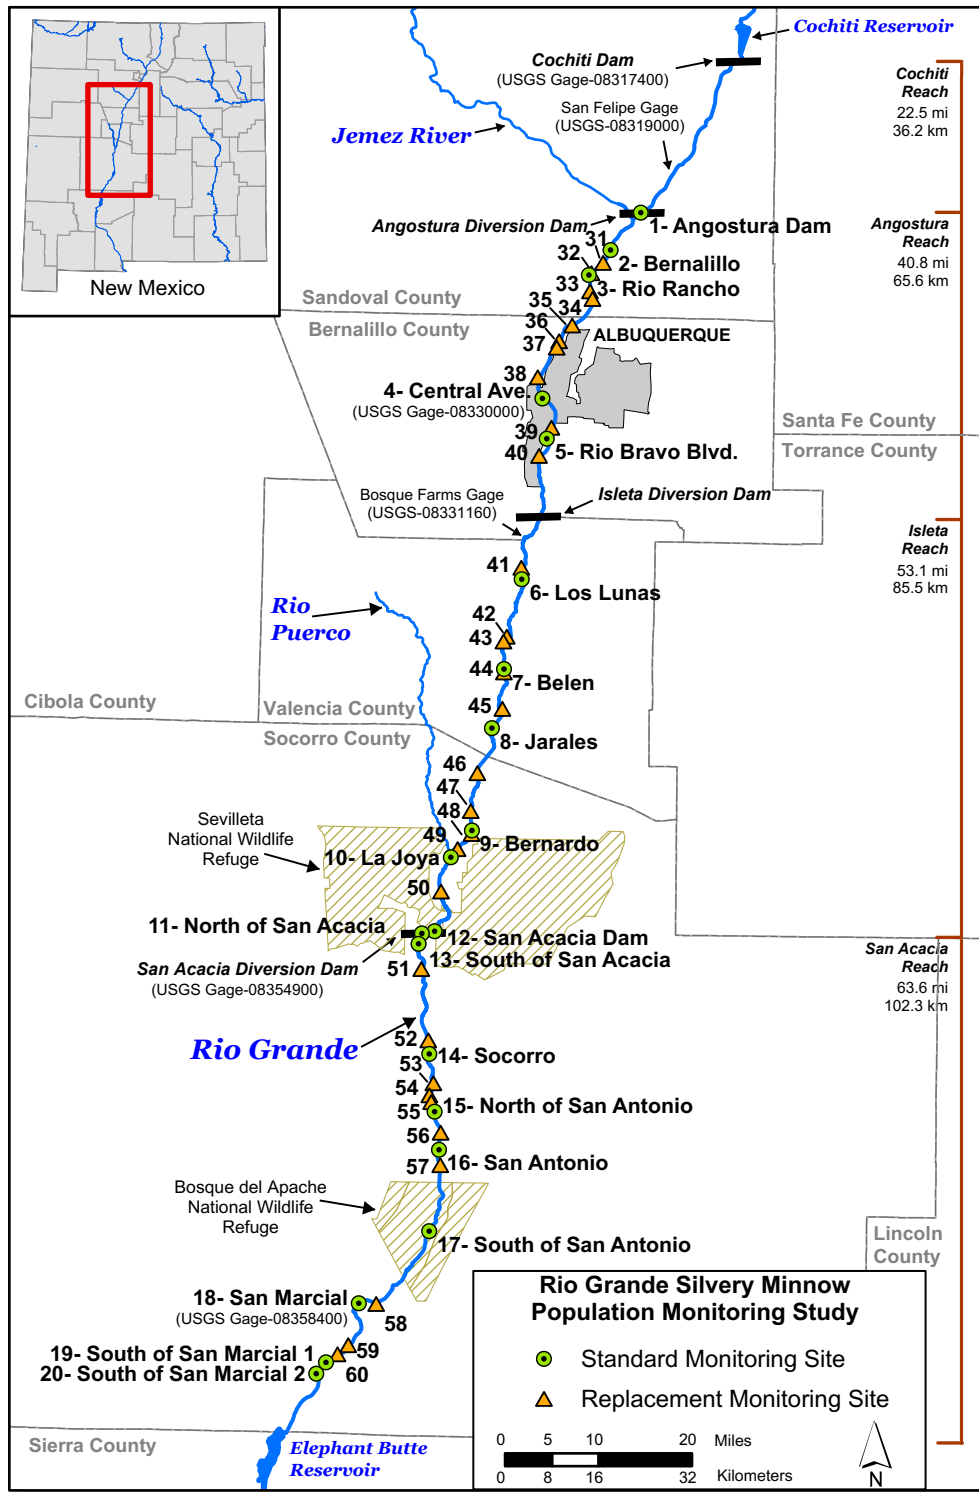 Cochiti Reservoir
Cochiti Dam
(USGS Gage-08317400)
San Felipe Gage
(USGS-08319000)
Jemez River
Cochiti
Reach
22.5 mi
36.2 km
New Mexico
Angostura Diversion Dam
1- Angostura Dam
Angostura
Reach
40.8 mi
65.6 km
31
2- Bernalillo
32
33
3- Rio Rancho
Sandoval County
Bernalillo County
34
35
36
37
ALBUQUERQUE
38
4- Central Ave.
(USGS Gage-08330000)
39
40
5- Rio Bravo Blvd.
Santa Fe County
Torrance County
Bosque Farms Gage
(USGS-08331160)
Isleta Diversion Dam
Isleta
Reach
53.1 mi
85.5 km
41
6- Los Lunas
Rio
Puerco
42
43
44
7- Belen
Cibola County
Valencia County
Socorro County
45
8- Jarales
46
47
48
49
9- Bernardo
Sevilleta
National Wildlife
Refuge
10- La Joya
50
11- North of San Acacia
12- San Acacia Dam
13- South of San Acacia
San Acacia Diversion Dam
(USGS Gage-08354900)
51
San Acacia
Reach
63.6 mi
102.3 km
Rio Grande
52
14- Socorro
53
54
55
15- North of San Antonio
56
57
16- San Antonio
Bosque del Apache
National Wildlife
Refuge
17- South of San Antonio
Lincoln
County
18- San Marcial
(USGS Gage-08358400)
58
59
60
19- South of San Marcial 1
20- South of San Marcial 2
Sierra County
Elephant Butte
Reservoir
Rio Grande Silvery Minnow
Population Monitoring Study
Standard Monitoring Site
Replacement Monitoring Site
0 5 10 20 Miles
0 8 16 32 Kilometers
N